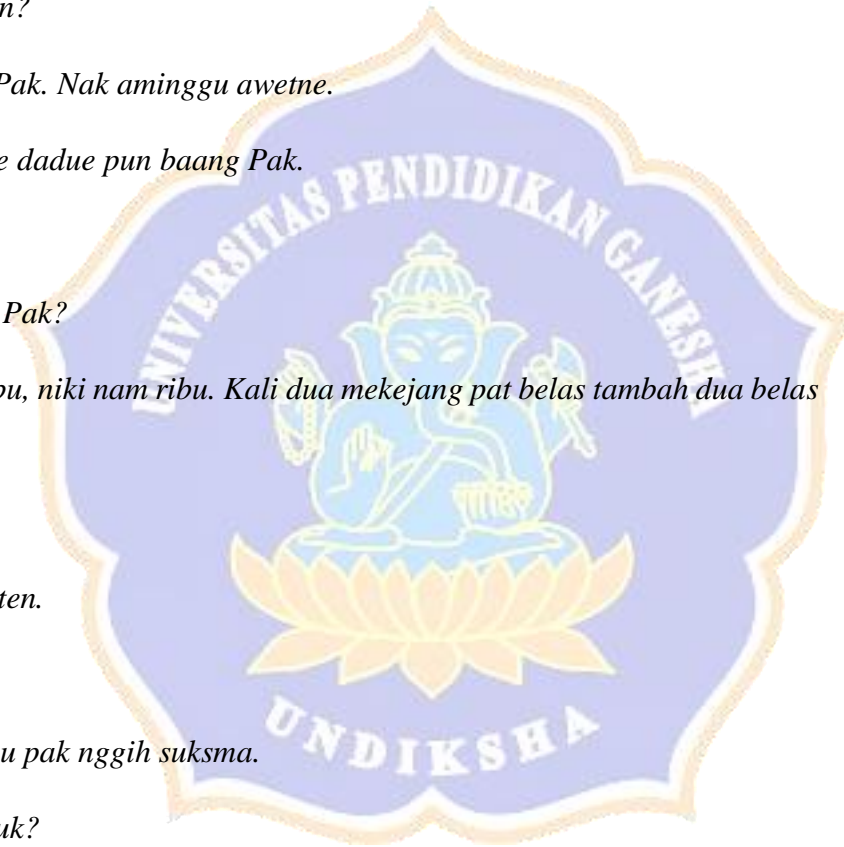 n?
Pak. Nak aminggu awetne.
e dadue pun baang Pak.
UNIVERSITAS PENDIDIKAN GANESHA
Pak?
bu, niki nam ribu. Kali dua mekejang pat belas tambah dua belas
ten.
UNDIKSHA
u pak nggih suksma.
uk?